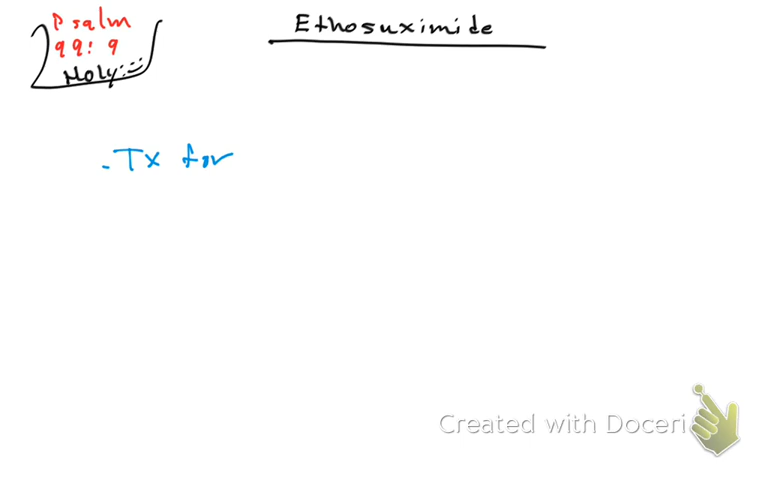 Psalm
99:9
Holy
Ethosuximide
. Tx for
Created with Doceri